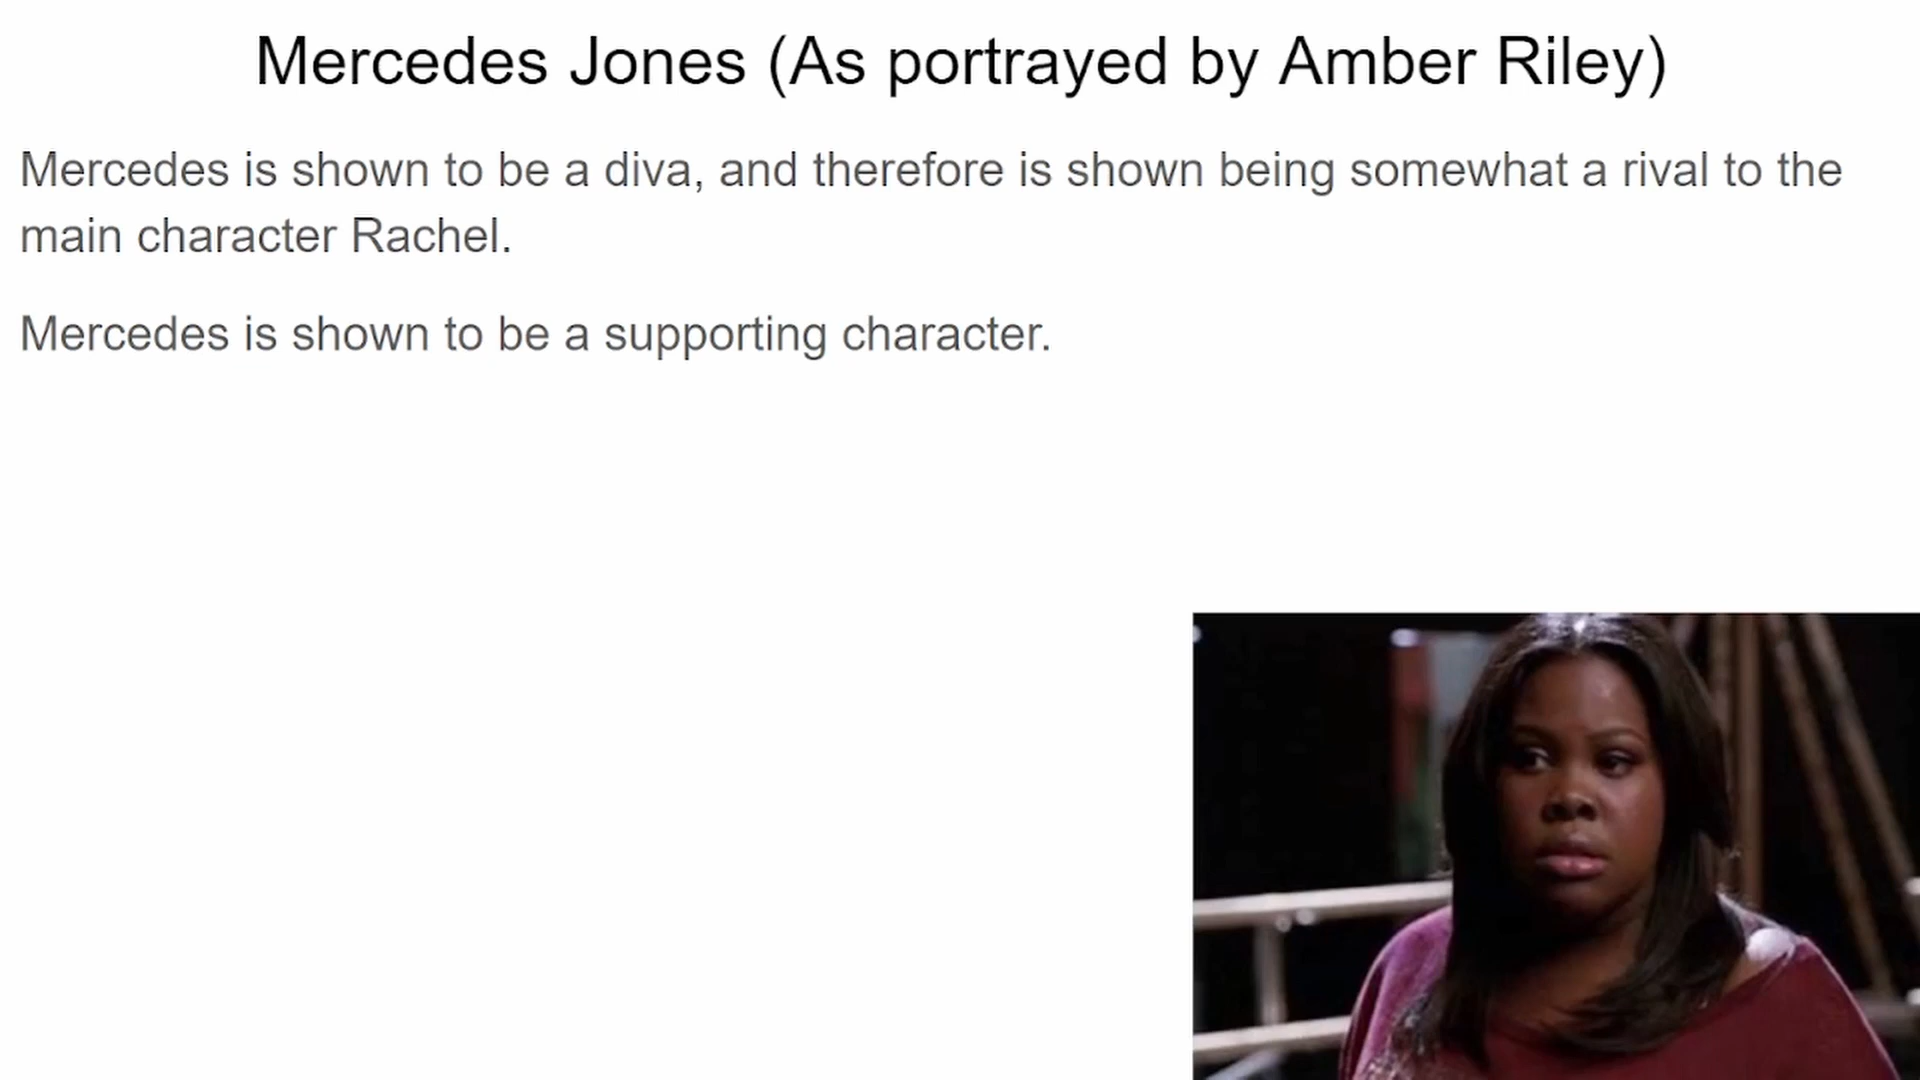 Mercedes Jones (As portrayed by Amber Riley)
Mercedes is shown to be a diva, and therefore is shown being somewhat a rival to the
main character Rachel.
Mercedes is shown to be a supporting character.